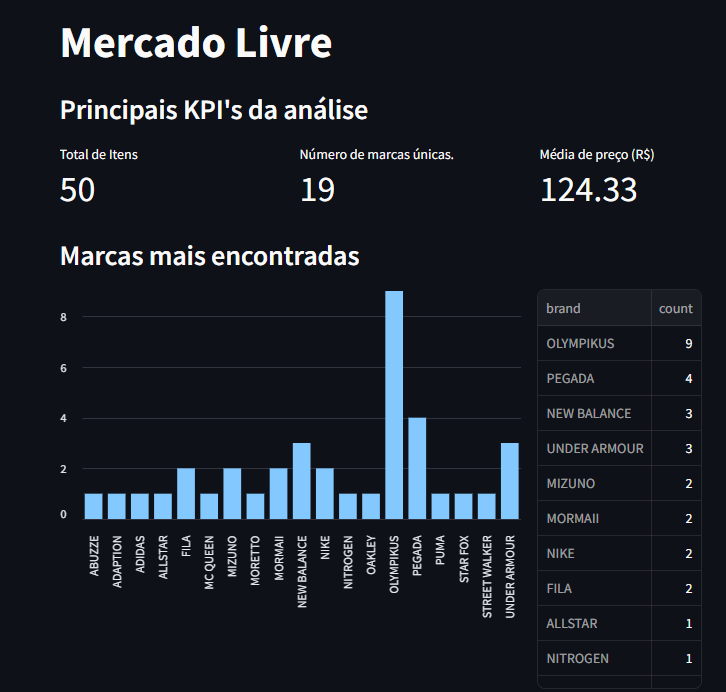 Mercado Livre
Principais KPI's da análise
Total de Itens
50
Número de marcas únicas.
19
Média de preço (R$)
124.33
Marcas mais encontradas
8
6
4
2
0
ABUZZE
ADAPTION
ADIDAS
ALLSTAR
FILA
MC QUEEN
MIZUNO
MORETTO
MORMAII
NEW BALANCE
NIKE
NITROGEN
OAKLEY
OLYMPIKUS
PEGADA
PUMA
STAR FOX
STREET WALKER
UNDER ARMOUR
brand count
OLYMPIKUS 9
PEGADA 4
NEW BALANCE 3
UNDER ARMOUR 3
MIZUNO 2
MORMAII 2
NIKE 2
FILA 2
ALLSTAR 1
NITROGEN 1